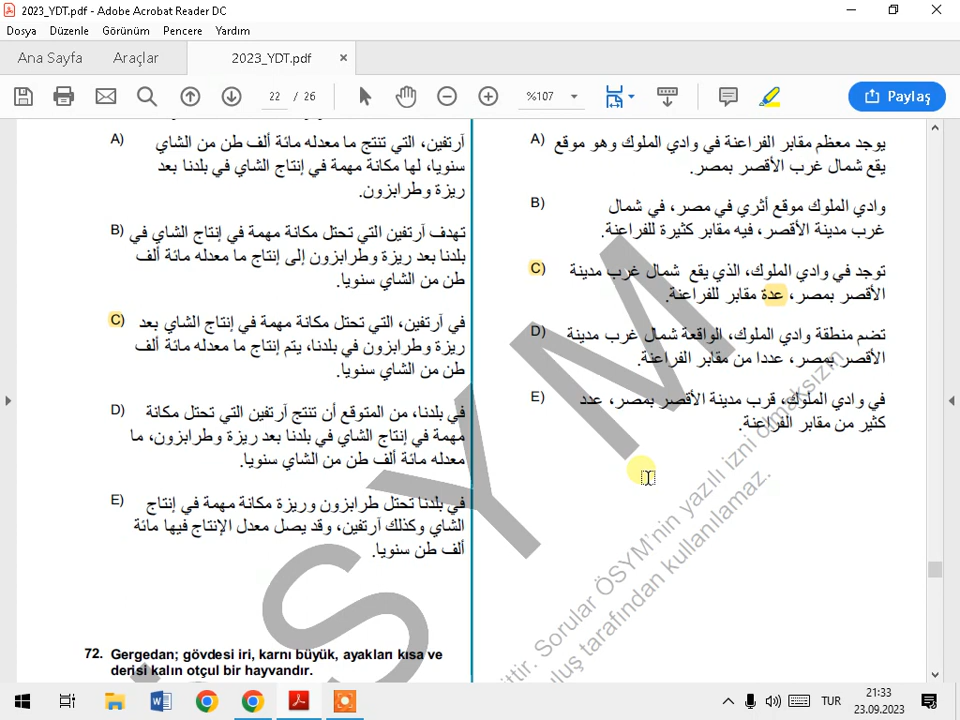 2023_YDT.pdf - Adobe Acrobat Reader DC
Dosya Düzenle Görünüm Pencere Yardım
Ana Sayfa Araçlar 2023_YDT.pdf ×
22 / 26 %107 Paylaş
A) آرتفين، التي تنتج ما معدله مائة ألف طن من الشاي
سنويا، لها مكانة مهمة في إنتاج الشاي في بلدنا بعد
ريزة وطرابزون.
B) تهدف آرتفين التي تحتل مكانة مهمة في إنتاج الشاي في
بلدنا بعد ريزة وطرابزون إلى إنتاج ما معدله مائة ألف
طن من الشاي سنويا.
C) في آرتفين، التي تحتل مكانة مهمة في إنتاج الشاي بعد
ريزة وطرابزون في بلدنا، يتم إنتاج ما معدله مائة ألف
طن من الشاي سنويا.
D) في بلدنا، من المتوقع أن تنتج آرتفين التي تحتل مكانة
مهمة في إنتاج الشاي في بلدنا بعد ريزة وطرابزون، ما
معدله مائة ألف طن من الشاي سنويا.
E) في بلدنا تحتل طرابزون وريزة مكانة مهمة في إنتاج
الشاي وكذلك آرتفين، وقد يصل معدل الإنتاج فيها مائة
ألف طن سنويا.
72. Gergedan; gövdesi iri, karnı büyük, ayakları kısa ve
derisi kalın otçul bir hayvandır.
A) يوجد معظم مقابر الفراعنة في وادي الملوك وهو موقع
يقع شمال غرب الأقصر بمصر.
B) وادي الملوك موقع أثري في مصر، في شمال
غرب مدينة الأقصر، فيه مقابر كثيرة للفراعنة.
C) توجد في وادي الملوك، الذي يقع شمال غرب مدينة
الأقصر بمصر، عدة مقابر للفراعنة.
D) تضم منطقة وادي الملوك، الواقعة شمال غرب مدينة
الأقصر بمصر، عددا من مقابر الفراعنة.
E) في وادي الملوك، قرب مدينة الأقصر بمصر، عدد
كثير من مقابر الفراعنة.
ÖSYM
ittir. Sorular ÖSYM'nin yazılı izni olmaksızın
uluş tarafından kullanılamaz.
TUR
21:33
23.09.2023